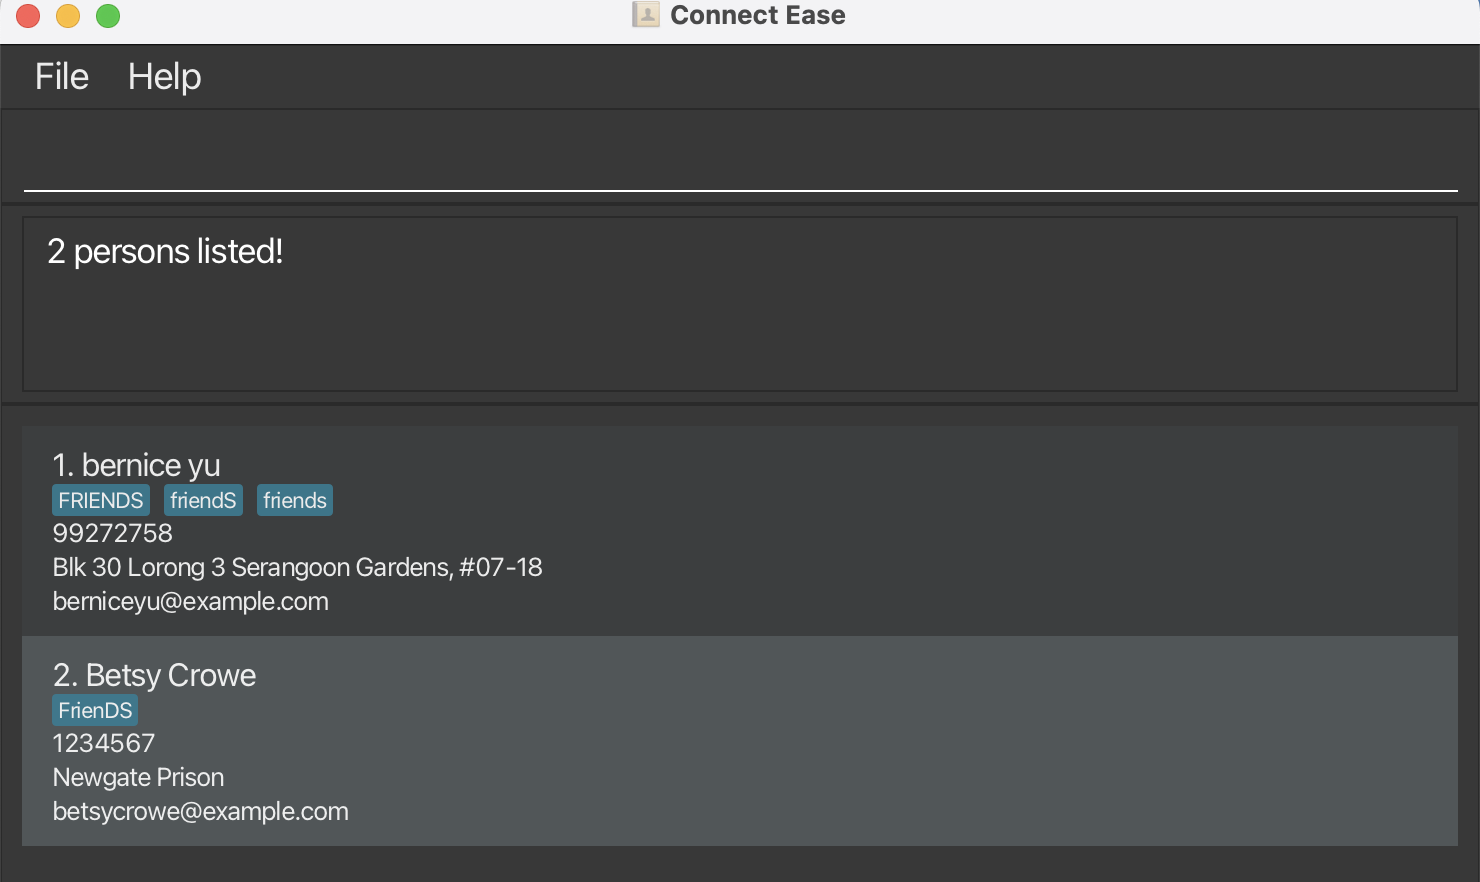 Connect Ease
File Help
2 persons listed!
1. bernice yu
FRIENDS friendS friends
99272758
Blk 30 Lorong 3 Serangoon Gardens, #07-18
berniceyu@example.com
2. Betsy Crowe
FrienDS
1234567
Newgate Prison
betsycrowe@example.com